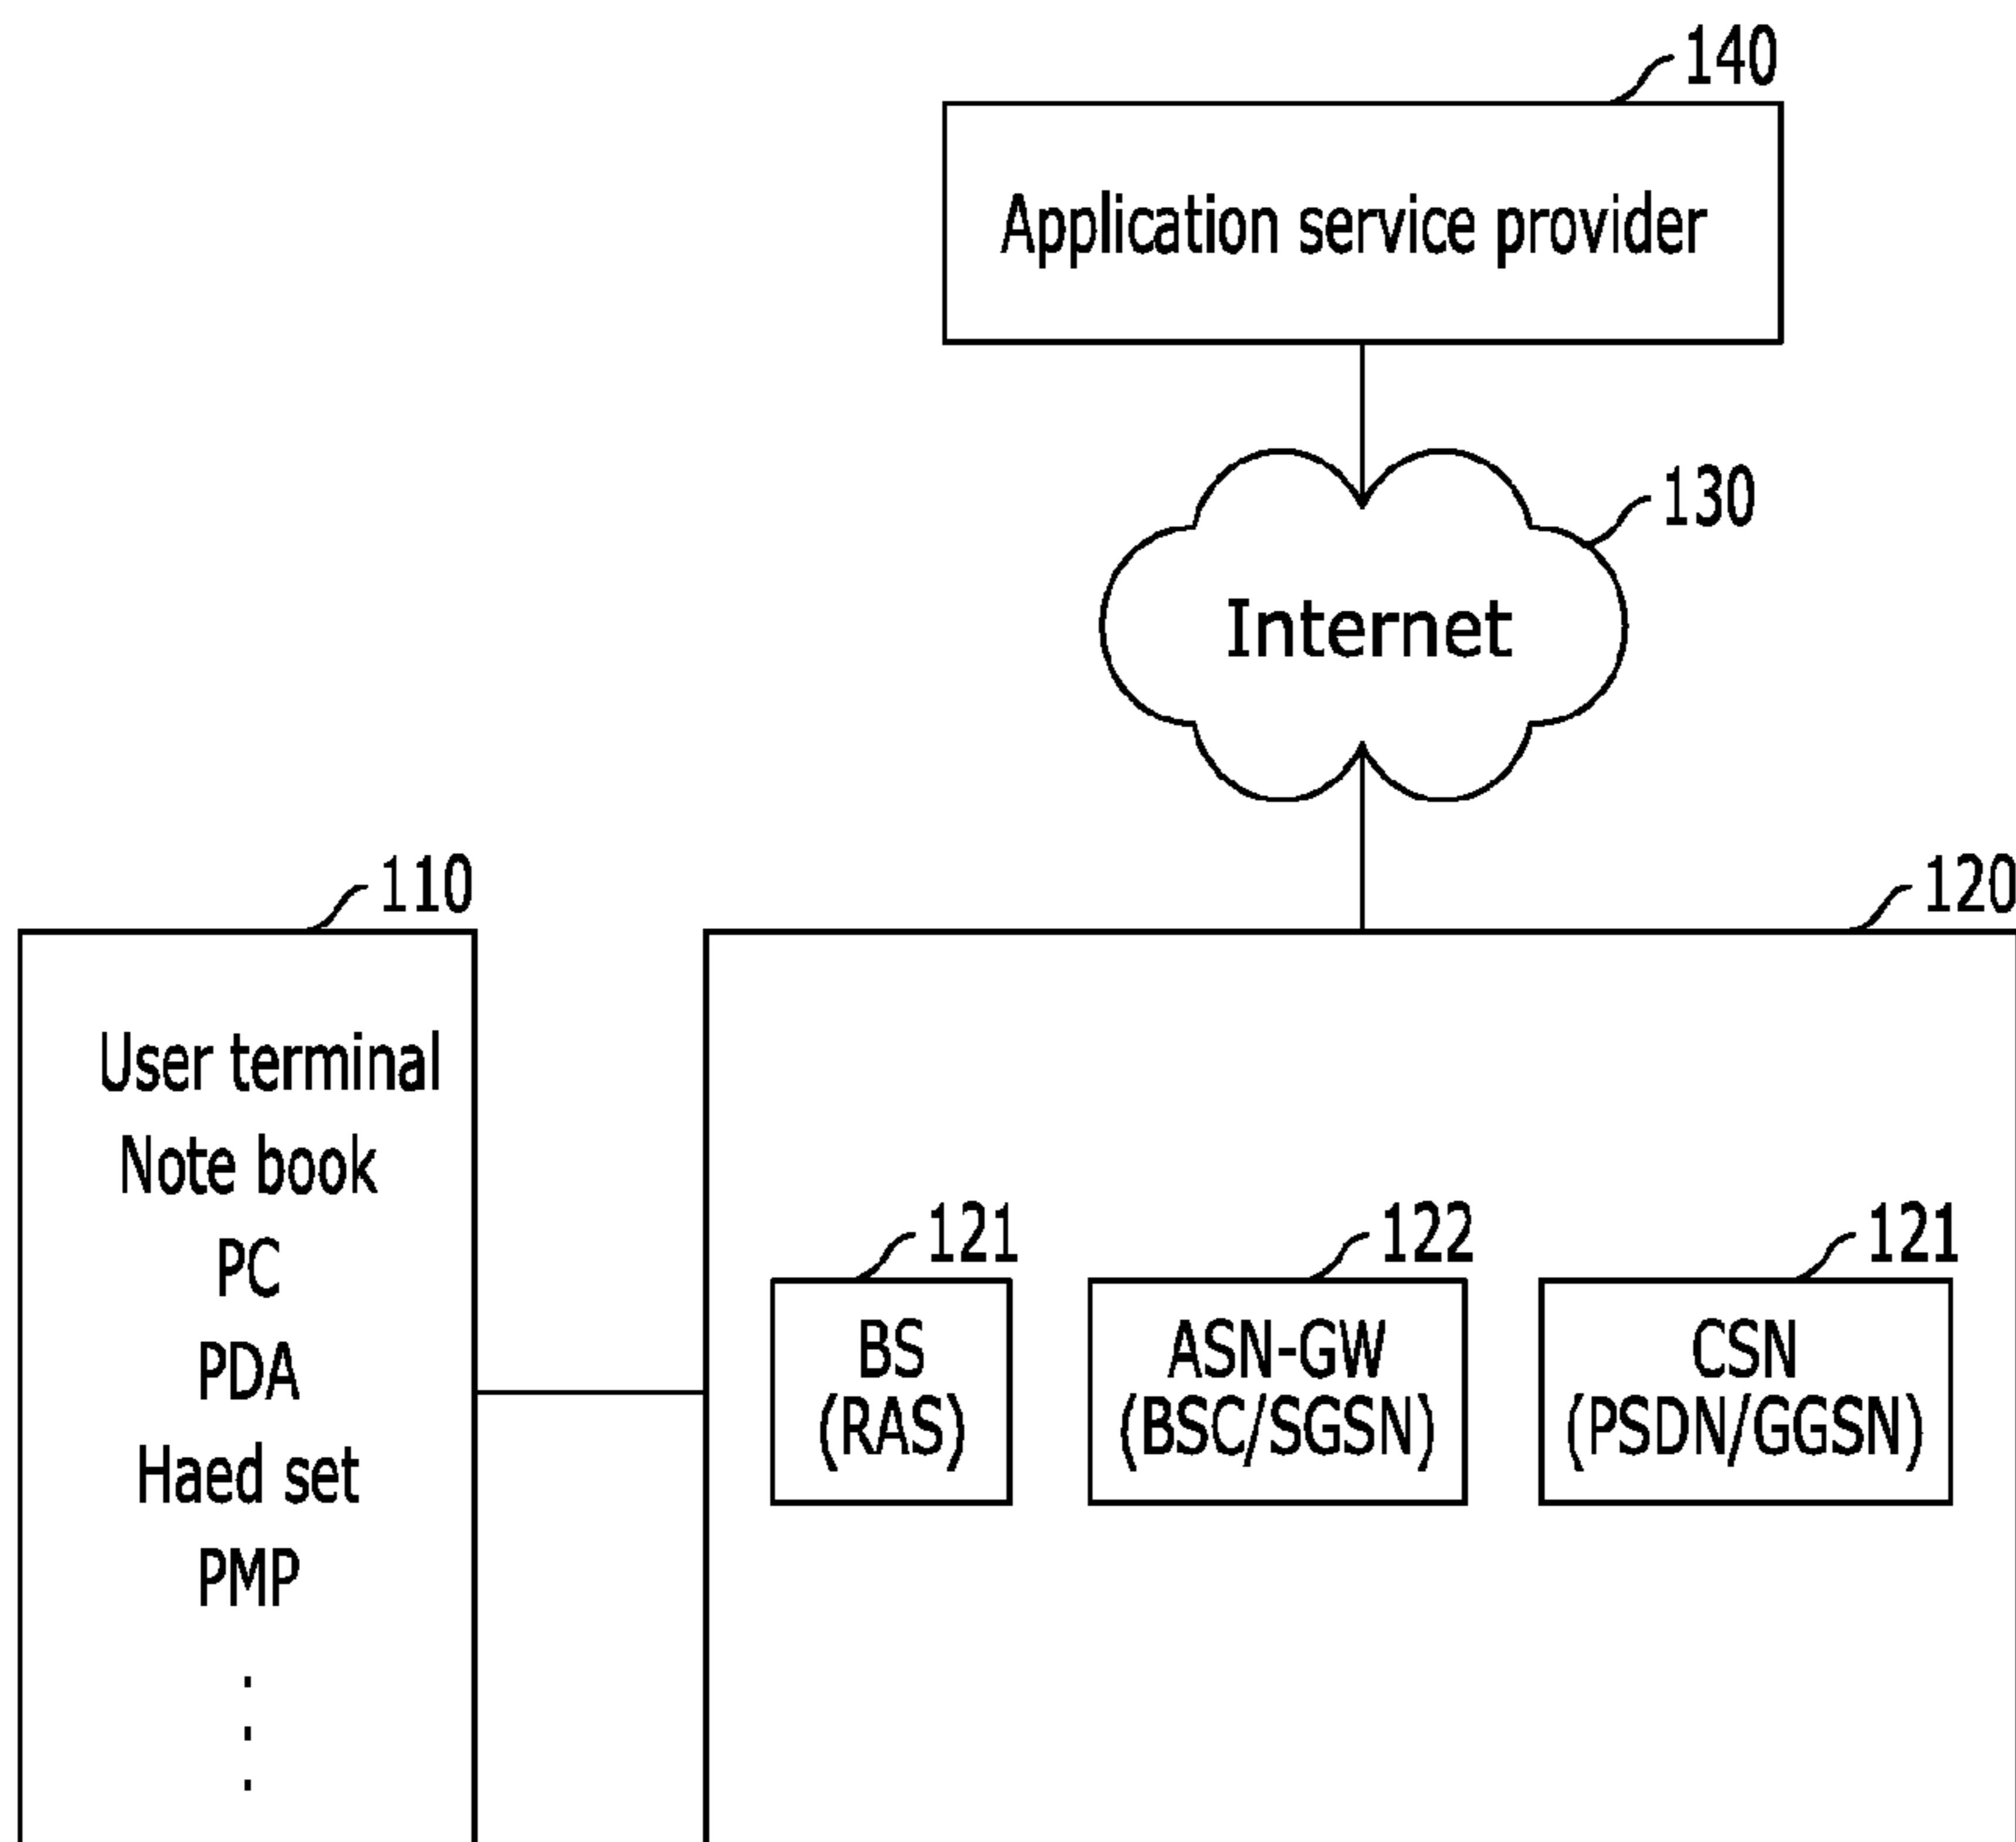 140
Application service provider
130
Internet
110
120
User terminal
Note book
PC
PDA
Haed set
PMP
121
122
121
BS
(RAS)
ASN-GW
(BSC/SGSN)
CSN
(PSDN/GGSN)